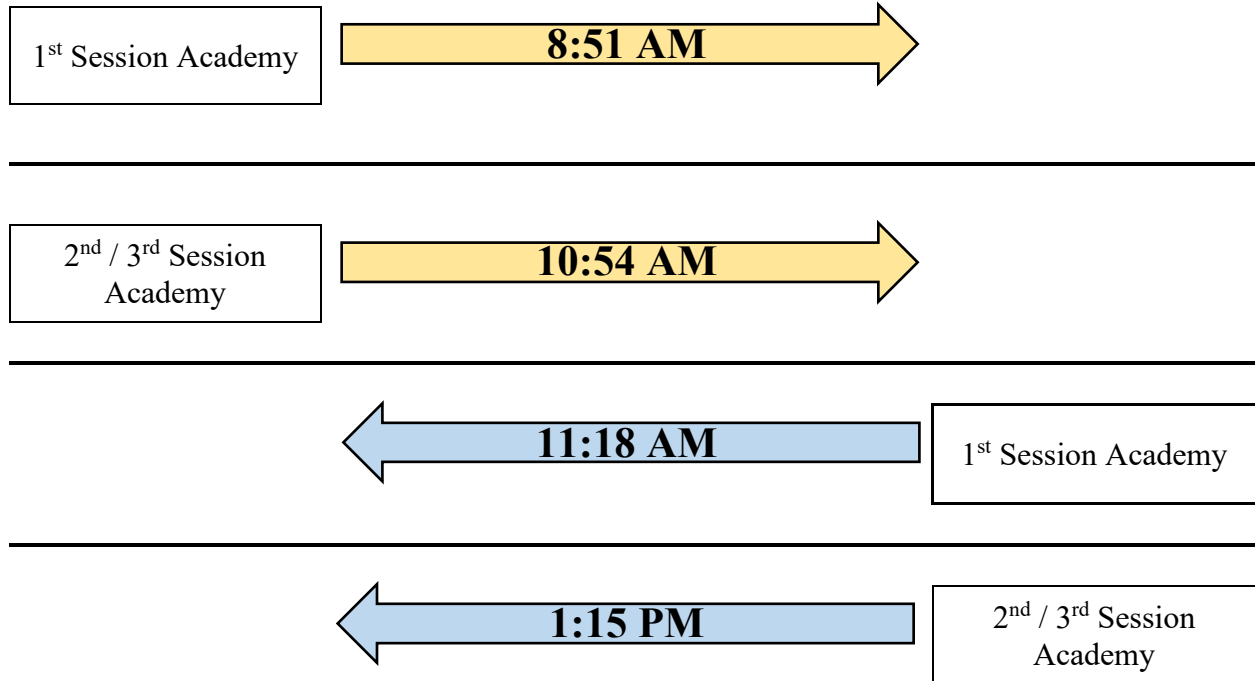 1st Session Academy
8:51 AM
2nd / 3rd Session
Academy
10:54 AM
11:18 AM
1st Session Academy
1:15 PM
2nd / 3rd Session
Academy